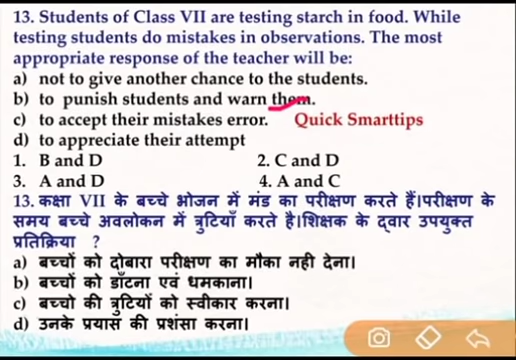 13. Students of Class VII are testing starch in food. While
testing students do mistakes in observations. The most
appropriate response of the teacher will be:
a) not to give another chance to the students.
b) to punish students and warn them.
c) to accept their mistakes error. Quick Smarttips
d) to appreciate their attempt
1. B and D 2. C and D
3. A and D 4. A and C
13. कक्षा VII के बच्चे भोजन में मंड का परीक्षण करते हैं।परीक्षण के
समय बच्चे अवलोकन में त्रुटियाँ करते है।शिक्षक के द्वार उपयुक्त
प्रतिक्रिया ?
a) बच्चों को दोबारा परीक्षण का मौका नही देना।
b) बच्चों को डाँटना एवं धमकाना।
c) बच्चो की त्रुटियों को स्वीकार करना।
d) उनके प्रयास की प्रशंसा करना।